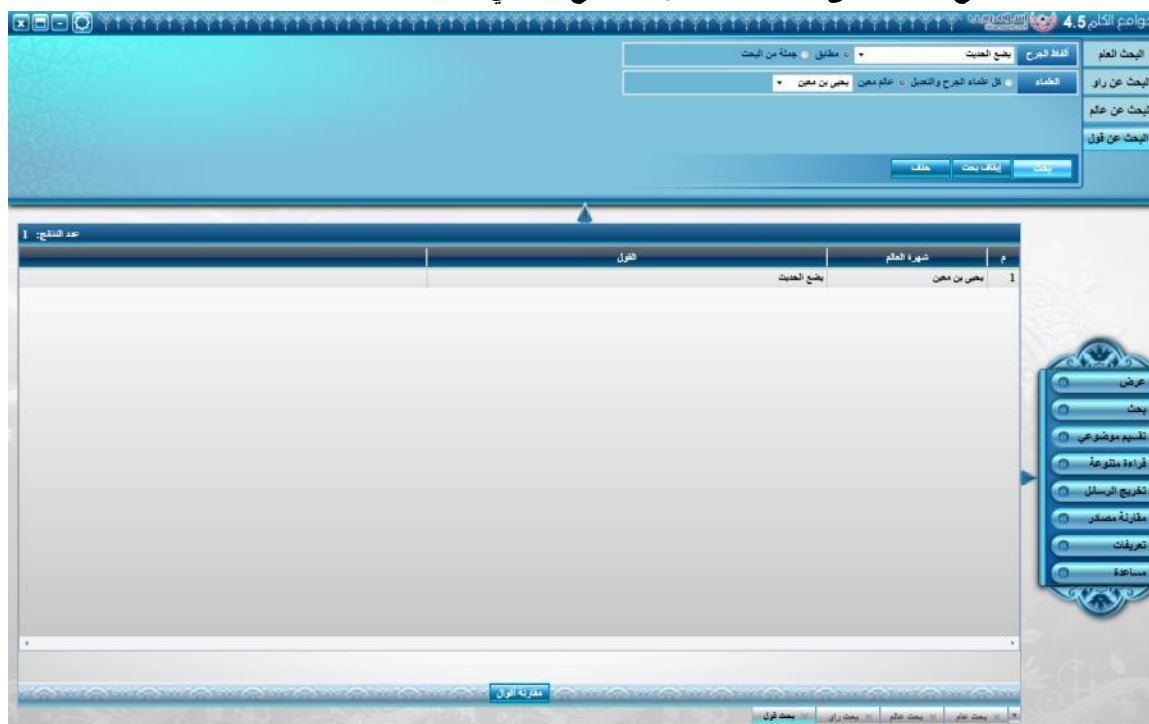 جوامع الكلم 4.5
البحث العام
ألفاظ الجرح يضع الحديث مطابق جملة من البحث
البحث عن راو
العلماء كل علماء الجرح والتعديل عالم معين يحيى بن معين
البحث عن عالم
البحث عن قول
بحث إيقاف بحث حذف
عدد النتائج: 1
م شهرة العالم القول
1 يحيى بن معين يضع الحديث
عرض
بحث
تقسيم موضوعي
قراءة متنوعة
تخريج الرسائل
مقارنة مصادر
تعريفات
مساعدة
مقارنة أقوال
بحث عام بحث عالم بحث راو بحث قول